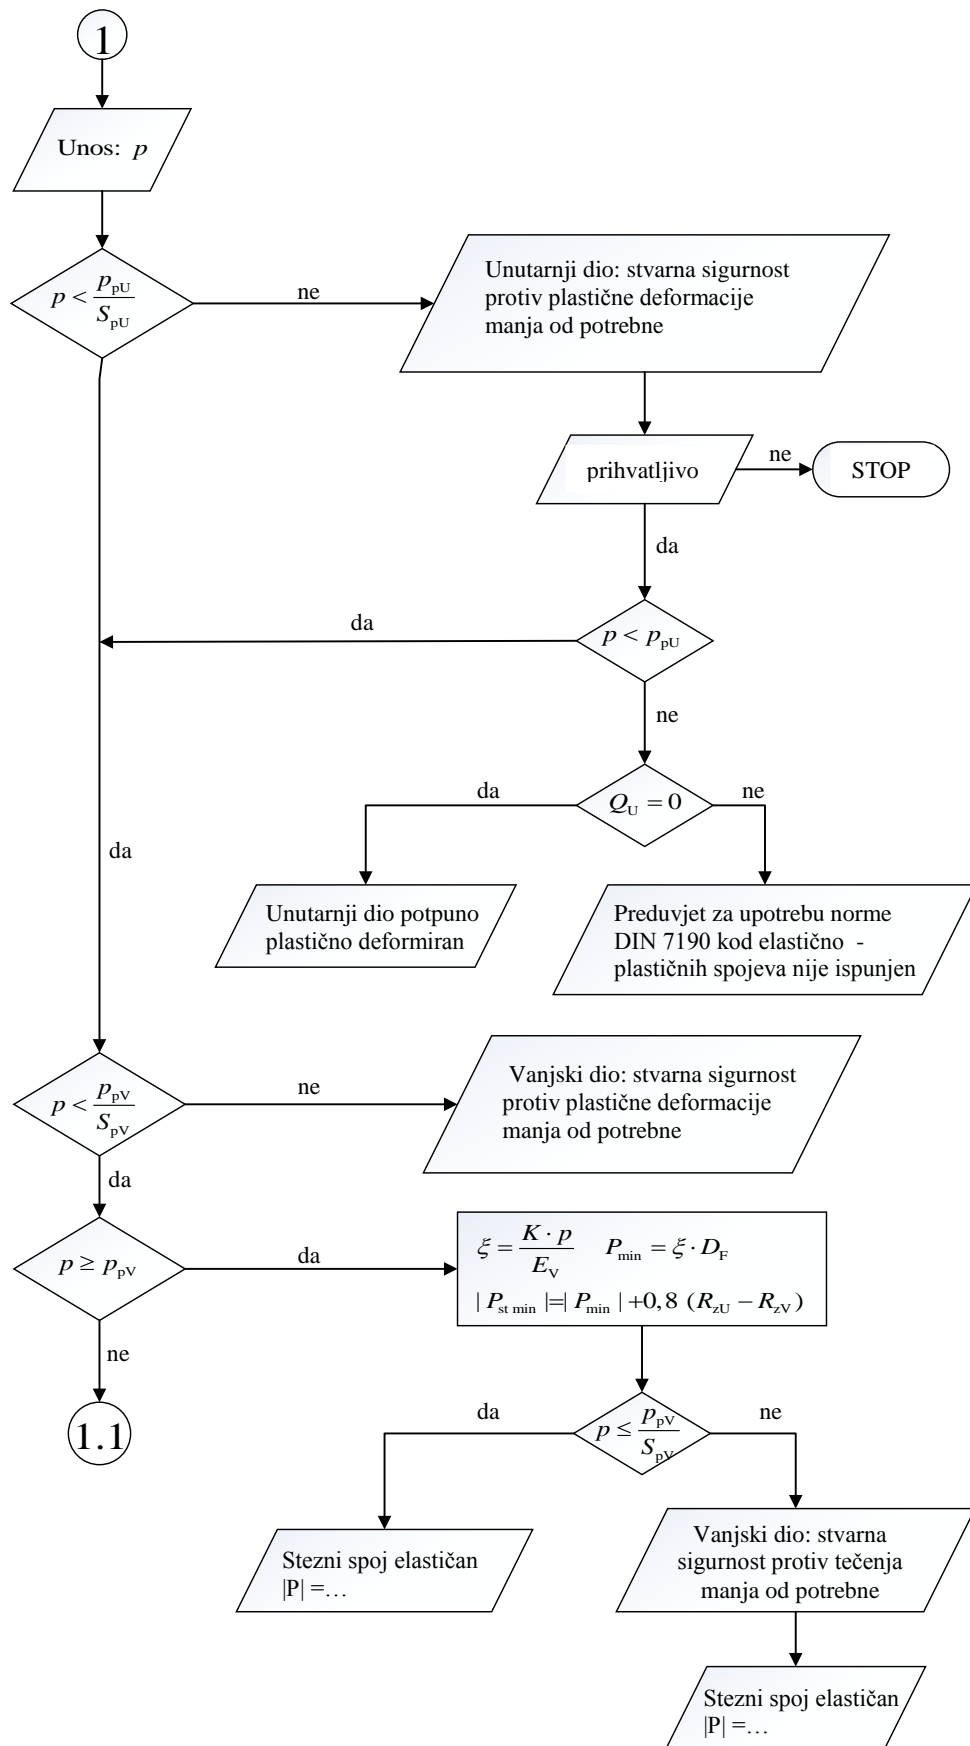 1
Unos: p
p < p_pU / S_pU
ne
Unutarnji dio: stvarna sigurnost
protiv plastične deformacije
manja od potrebne
prihvatljivo
ne
STOP
da
da
p < p_pU
ne
da
Q_U = 0
ne
da
Unutarnji dio potpuno
plastično deformiran
Preduvjet za upotrebu norme
DIN 7190 kod elastično -
plastičnih spojeva nije ispunjen
p < p_pV / S_pV
ne
Vanjski dio: stvarna sigurnost
protiv plastične deformacije
manja od potrebne
da
p ≥ p_pV
da
ξ = K · p / E_V P_min = ξ · D_F
| P_st min |=| P_min | +0,8 (R_zU − R_zV)
ne
1.1
da
p ≤ p_pV / S_pV
ne
Stezni spoj elastičan
|P| =…
Vanjski dio: stvarna
sigurnost protiv tečenja
manja od potrebne
Stezni spoj elastičan
|P| =…